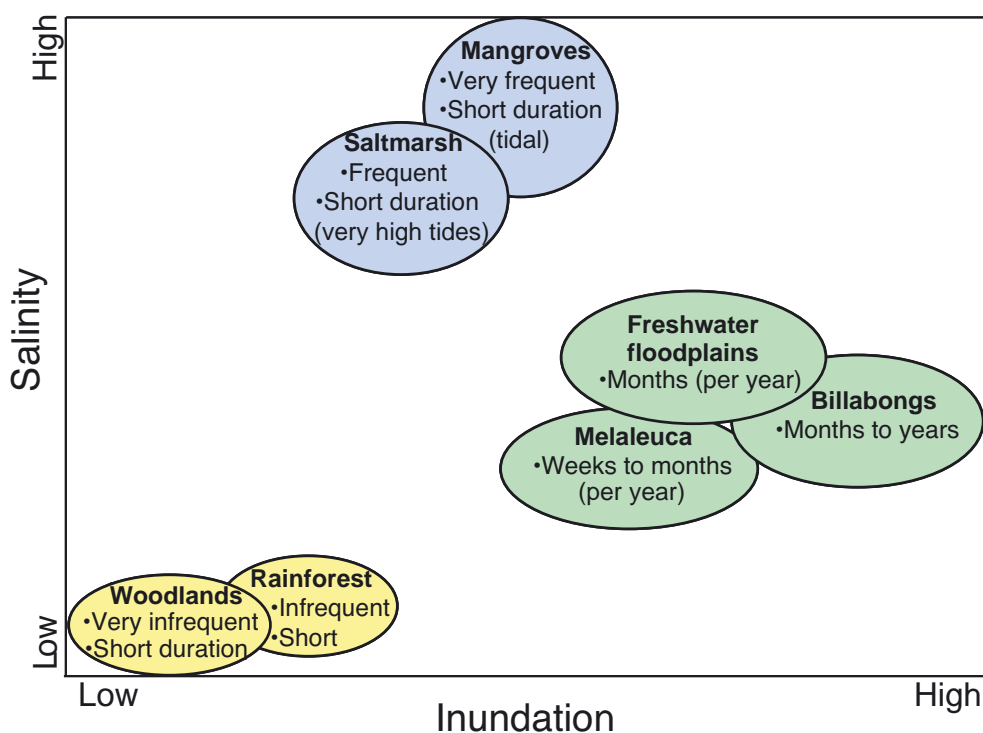 High
Mangroves
•Very frequent
•Short duration
(tidal)
Saltmarsh
•Frequent
•Short duration
(very high tides)
Salinity
Freshwater
floodplains
•Months (per year)
Billabongs
•Months to years
Melaleuca
•Weeks to months
(per year)
Rainforest
•Infrequent
•Short
Woodlands
•Very infrequent
•Short duration
Low
Low
High
Inundation